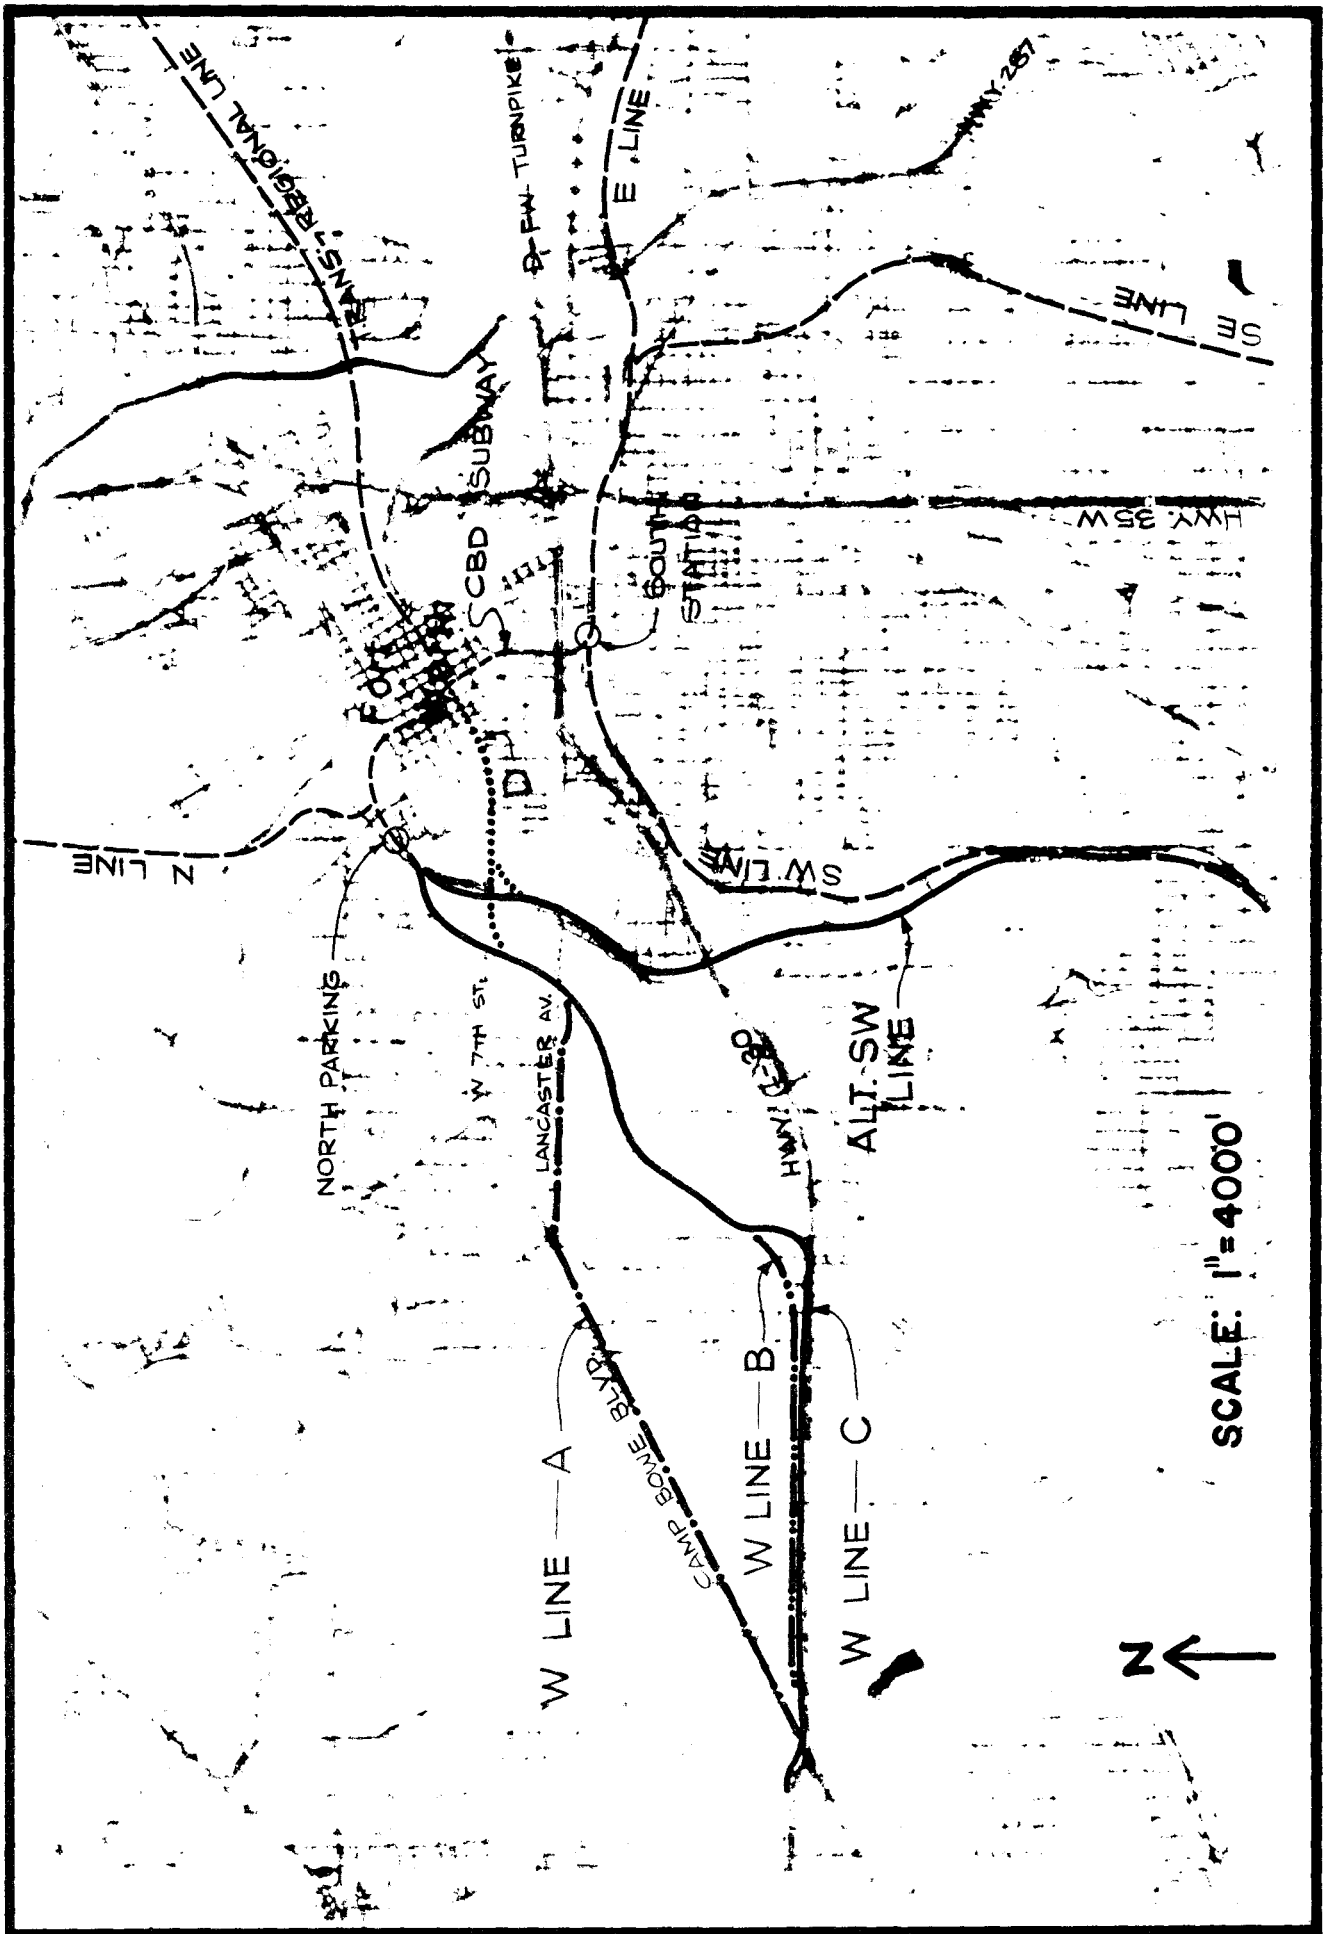 TRANS-REGIONAL LINE
D-FW TURNPIKE
E LINE
HWY. 287
SE LINE
CBD SUBWAY
HWY. 35W
SOUTH
STATION
FORT
D
N LINE
SW LINE
NORTH PARKING
W 7TH ST.
LANCASTER AV.
HWY. I-30
ALT. SW
LINE
CAMP BOWE BLVD.
W LINE — A
W LINE — B
W LINE — C
SCALE: 1"=4000'
N